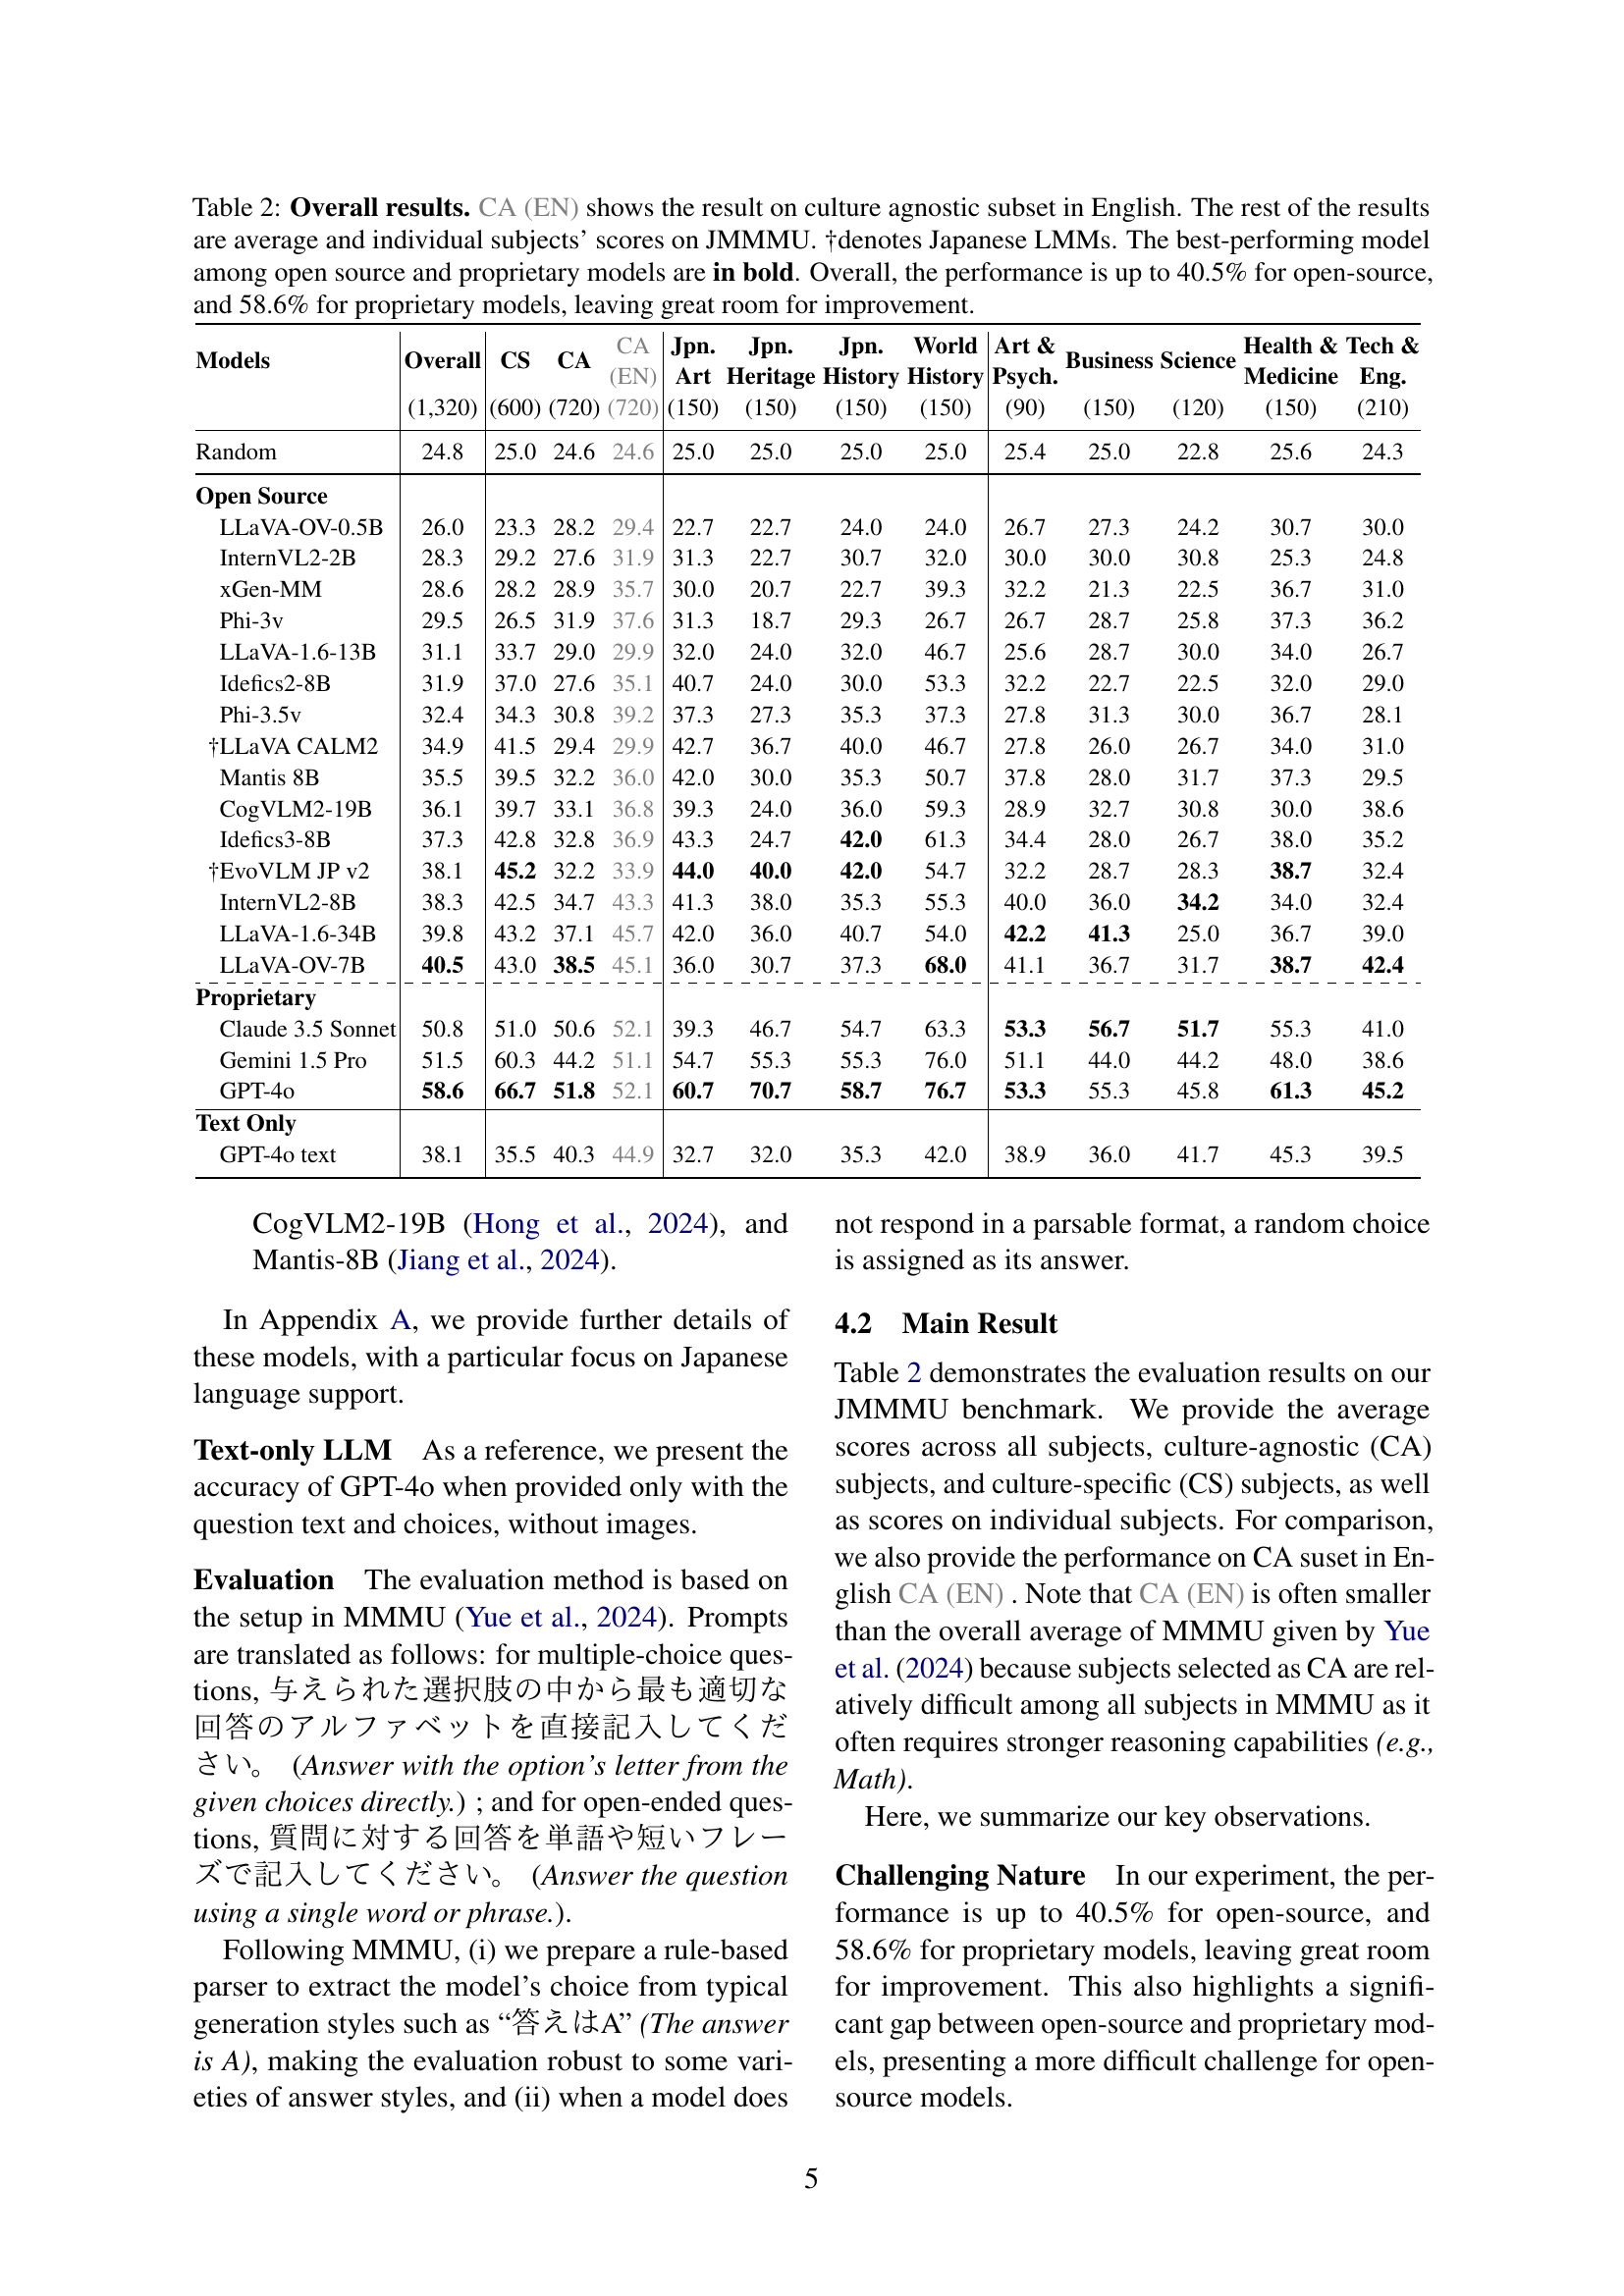 Table 2: Overall results. CA (EN) shows the result on culture agnostic subset in English. The rest of the results
are average and individual subjects' scores on JMMMU. †denotes Japanese LMMs. The best-performing model
among open source and proprietary models are in bold. Overall, the performance is up to 40.5% for open-source,
and 58.6% for proprietary models, leaving great room for improvement.
Models Overall CS CA CA (EN) Jpn. Art Jpn. Heritage Jpn. History World History Art & Psych. Business Science Health & Medicine Tech & Eng.
(1,320) (600) (720) (720) (150) (150) (150) (150) (90) (150) (120) (150) (210)
Random 24.8 25.0 24.6 24.6 25.0 25.0 25.0 25.0 25.4 25.0 22.8 25.6 24.3
Open Source
LLaVA-OV-0.5B 26.0 23.3 28.2 29.4 22.7 22.7 24.0 24.0 26.7 27.3 24.2 30.7 30.0
InternVL2-2B 28.3 29.2 27.6 31.9 31.3 22.7 30.7 32.0 30.0 30.0 30.8 25.3 24.8
xGen-MM 28.6 28.2 28.9 35.7 30.0 20.7 22.7 39.3 32.2 21.3 22.5 36.7 31.0
Phi-3v 29.5 26.5 31.9 37.6 31.3 18.7 29.3 26.7 26.7 28.7 25.8 37.3 36.2
LLaVA-1.6-13B 31.1 33.7 29.0 29.9 32.0 24.0 32.0 46.7 25.6 28.7 30.0 34.0 26.7
Idefics2-8B 31.9 37.0 27.6 35.1 40.7 24.0 30.0 53.3 32.2 22.7 22.5 32.0 29.0
Phi-3.5v 32.4 34.3 30.8 39.2 37.3 27.3 35.3 37.3 27.8 31.3 30.0 36.7 28.1
†LLaVA CALM2 34.9 41.5 29.4 29.9 42.7 36.7 40.0 46.7 27.8 26.0 26.7 34.0 31.0
Mantis 8B 35.5 39.5 32.2 36.0 42.0 30.0 35.3 50.7 37.8 28.0 31.7 37.3 29.5
CogVLM2-19B 36.1 39.7 33.1 36.8 39.3 24.0 36.0 59.3 28.9 32.7 30.8 30.0 38.6
Idefics3-8B 37.3 42.8 32.8 36.9 43.3 24.7 42.0 61.3 34.4 28.0 26.7 38.0 35.2
†EvoVLM JP v2 38.1 45.2 32.2 33.9 44.0 40.0 42.0 54.7 32.2 28.7 28.3 38.7 32.4
InternVL2-8B 38.3 42.5 34.7 43.3 41.3 38.0 35.3 55.3 40.0 36.0 34.2 34.0 32.4
LLaVA-1.6-34B 39.8 43.2 37.1 45.7 42.0 36.0 40.7 54.0 42.2 41.3 25.0 36.7 39.0
LLaVA-OV-7B 40.5 43.0 38.5 45.1 36.0 30.7 37.3 68.0 41.1 36.7 31.7 38.7 42.4
Proprietary
Claude 3.5 Sonnet 50.8 51.0 50.6 52.1 39.3 46.7 54.7 63.3 53.3 56.7 51.7 55.3 41.0
Gemini 1.5 Pro 51.5 60.3 44.2 51.1 54.7 55.3 55.3 76.0 51.1 44.0 44.2 48.0 38.6
GPT-4o 58.6 66.7 51.8 52.1 60.7 70.7 58.7 76.7 53.3 55.3 45.8 61.3 45.2
Text Only
GPT-4o text 38.1 35.5 40.3 44.9 32.7 32.0 35.3 42.0 38.9 36.0 41.7 45.3 39.5
CogVLM2-19B (Hong et al., 2024), and
Mantis-8B (Jiang et al., 2024).
In Appendix A, we provide further details of
these models, with a particular focus on Japanese
language support.
Text-only LLM As a reference, we present the
accuracy of GPT-4o when provided only with the
question text and choices, without images.
Evaluation The evaluation method is based on
the setup in MMMU (Yue et al., 2024). Prompts
are translated as follows: for multiple-choice ques-
tions, 与えられた選択肢の中から最も適切な
回答のアルファベットを直接記入してくだ
さい。 (Answer with the option's letter from the
given choices directly.) ; and for open-ended ques-
tions, 質問に対する回答を単語や短いフレー
ズで記入してください。 (Answer the question
using a single word or phrase.).
Following MMMU, (i) we prepare a rule-based
parser to extract the model's choice from typical
generation styles such as “答えはA” (The answer
is A), making the evaluation robust to some vari-
eties of answer styles, and (ii) when a model does
not respond in a parsable format, a random choice
is assigned as its answer.
4.2 Main Result
Table 2 demonstrates the evaluation results on our
JMMMU benchmark. We provide the average
scores across all subjects, culture-agnostic (CA)
subjects, and culture-specific (CS) subjects, as well
as scores on individual subjects. For comparison,
we also provide the performance on CA suset in En-
glish CA (EN) . Note that CA (EN) is often smaller
than the overall average of MMMU given by Yue
et al. (2024) because subjects selected as CA are rel-
atively difficult among all subjects in MMMU as it
often requires stronger reasoning capabilities (e.g.,
Math).
Here, we summarize our key observations.
Challenging Nature In our experiment, the per-
formance is up to 40.5% for open-source, and
58.6% for proprietary models, leaving great room
for improvement. This also highlights a signifi-
cant gap between open-source and proprietary mod-
els, presenting a more difficult challenge for open-
source models.
5